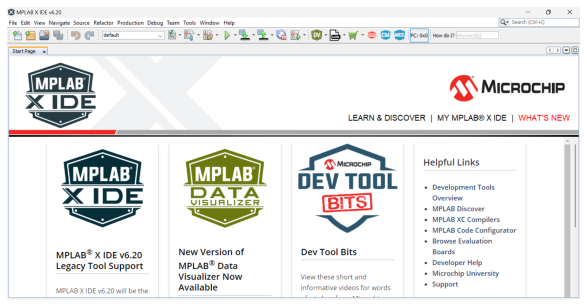 MPLAB X IDE v6.20
File Edit View Navigate Source Refactor Production Debug Team Tools Window Help
Search (Ctrl+I)
default
PC: 0x0
How do I?
Start Page
MPLAB
X IDE
MICROCHIP
LEARN & DISCOVER | MY MPLAB® X IDE | WHAT'S NEW
MPLAB
X IDE
MPLAB® X IDE v6.20
Legacy Tool Support
MPLAB X IDE v6.20 will be the
MPLAB
DATA
VISUALIZER
New Version of
MPLAB® Data
Visualizer Now
Available
MICROCHIP
DEV TOOL
BITS
Dev Tool Bits
View these short and
informative videos for words
Helpful Links
• Development Tools
Overview
• MPLAB Discover
• MPLAB XC Compilers
• MPLAB Code Configurator
• Browse Evaluation
Boards
• Developer Help
• Microchip University
• Support